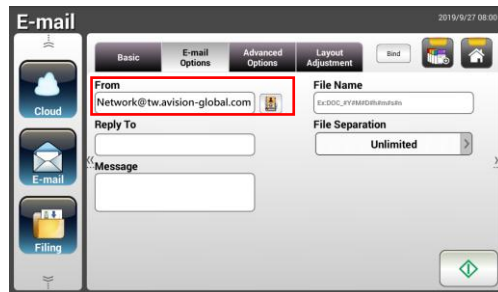 E-mail
2019/9/27 08:00
Basic
E-mail
Options
Advanced
Options
Layout
Adjustment
Bind
From
File Name
Network@tw.avision-global.com
Cloud
Reply To
File Separation
Unlimited
Message
E-mail
Filing